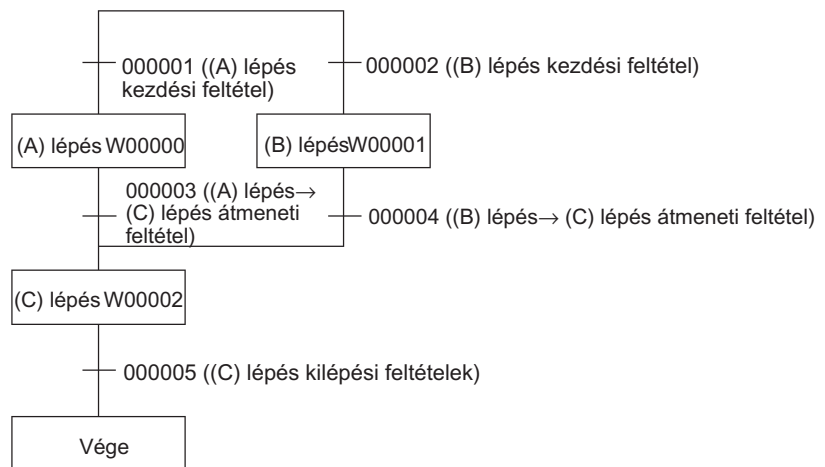 000001 ((A) lépés
kezdési feltétel)
000002 ((B) lépés kezdési feltétel)
(A) lépés W00000
(B) lépésW00001
000003 ((A) lépés→
(C) lépés átmeneti
feltétel)
000004 ((B) lépés→ (C) lépés átmeneti feltétel)
(C) lépés W00002
000005 ((C) lépés kilépési feltételek)
Vége